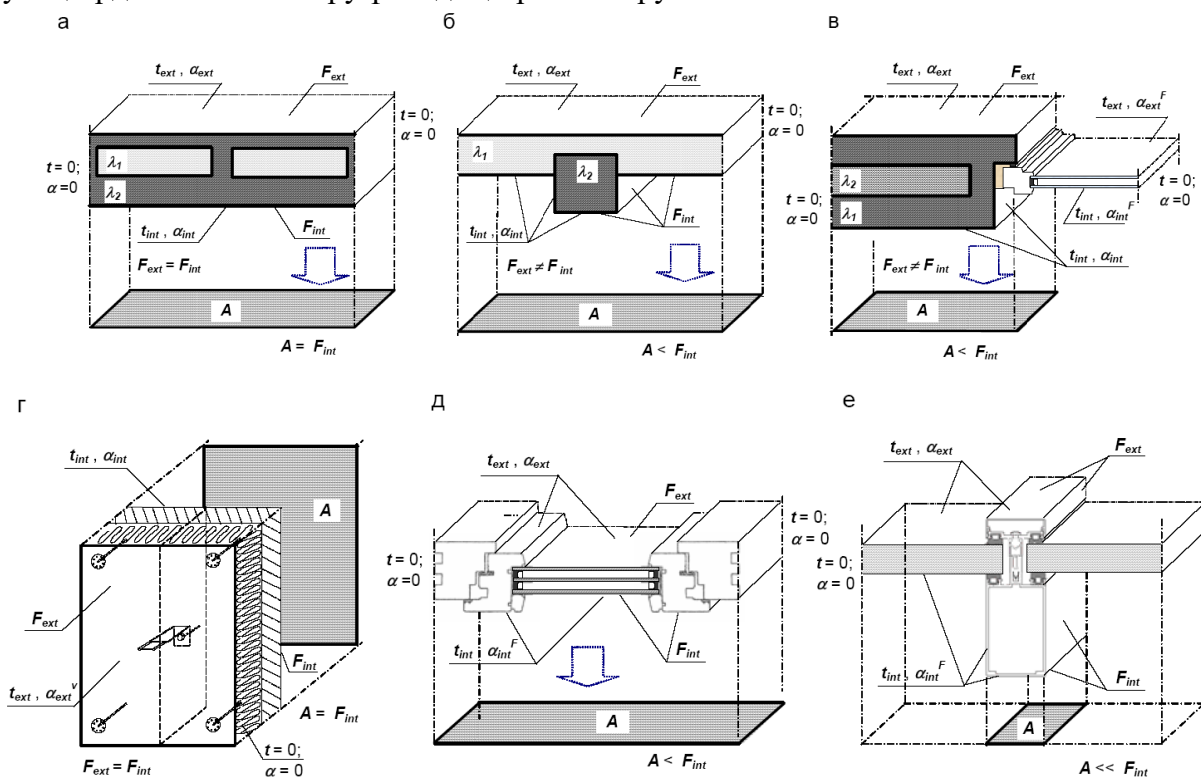 а
t_ext , α_ext
F_ext
t = 0;
α = 0
λ₁
t = 0;
α =0
λ₂
t_int , α_int
F_int
F_ext = F_int
A
A = F_int
б
t_ext , α_ext
F_ext
t = 0;
α = 0
λ₁
λ₂
F_int
t_int , α_int
F_ext ≠ F_int
A
A < F_int
в
t_ext , α_ext
F_ext
t_ext , α_ext^F
λ₂
t = 0;
α = 0
t = 0;
α = 0
λ₁
t_int , α_int^F
t_int , α_int
F_ext ≠ F_int
A
A < F_int
г
t_int , α_int
A
F_ext
F_int
t_ext , α_ext^v
A = F_int
t = 0;
α = 0
F_ext = F_int
д
t_ext , α_ext
F_ext
t = 0;
α = 0
t = 0;
α=0
t_int , α_int^F
F_int
A
A < F_int
е
t_ext , α_ext
F_ext
t = 0;
α = 0
t_int , α_int^F
F_int
A
A << F_int